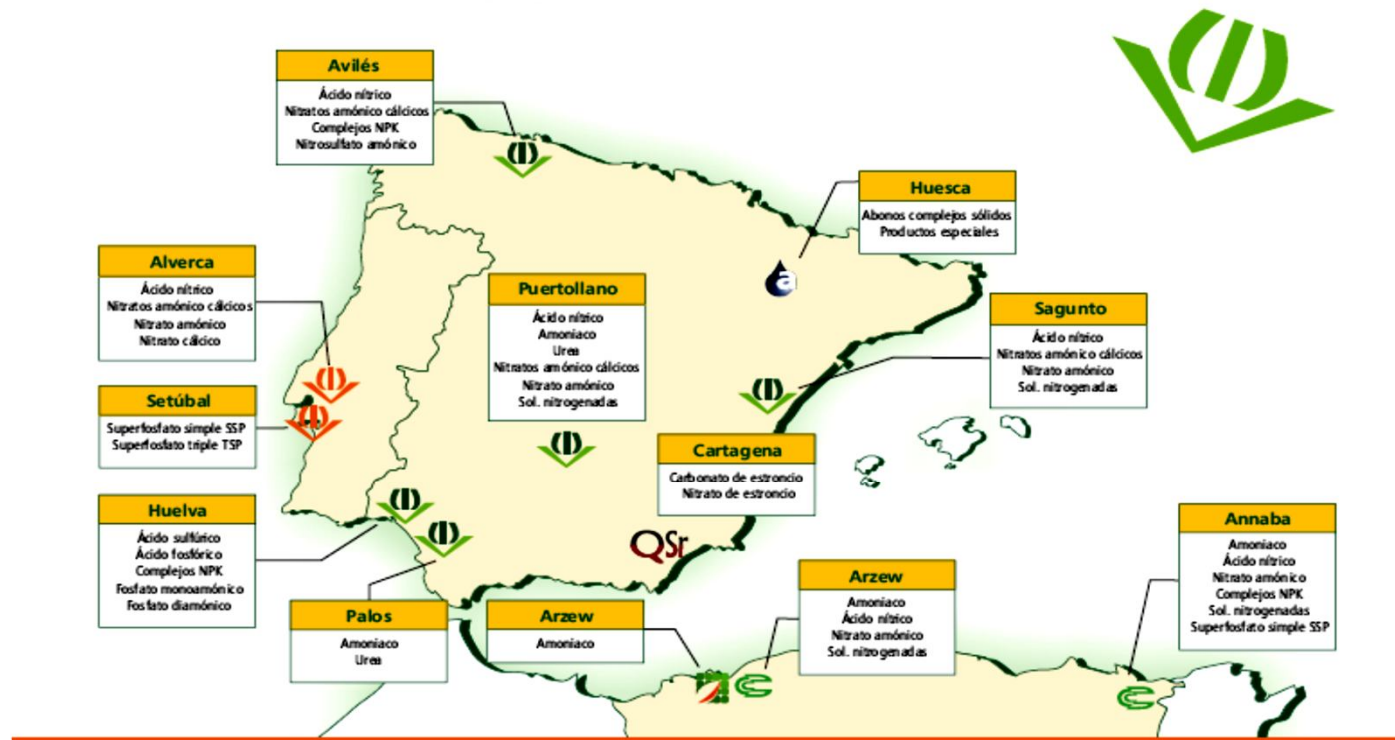 Avilés
Ácido nítrico
Nitratos amónico cálcicos
Complejos NPK
Nitrosulfato amónico
Huesca
Abonos complejos sólidos
Productos especiales
Alverca
Ácido nítrico
Nitratos amónico cálcicos
Nitrato amónico
Nitrato cálcico
Puertollano
Ácido nítrico
Amoniaco
Urea
Nitratos amónico cálcicos
Nitrato amónico
Sol. nitrogenadas
Sagunto
Ácido nítrico
Nitratos amónico cálcicos
Nitrato amónico
Sol. nitrogenadas
Setúbal
Superfosfato simple SSP
Superfosfato triple TSP
Cartagena
Carbonato de estroncio
Nitrato de estroncio
Huelva
Ácido sulfúrico
Ácido fosfórico
Complejos NPK
Fosfato monoamónico
Fosfato diamónico
QSr
Annaba
Amoniaco
Ácido nítrico
Nitrato amónico
Complejos NPK
Sol. nitrogenadas
Superfosfato simple SSP
Palos
Amoniaco
Urea
Arzew
Amoniaco
Arzew
Amoniaco
Ácido nítrico
Nitrato amónico
Sol. nitrogenadas
a